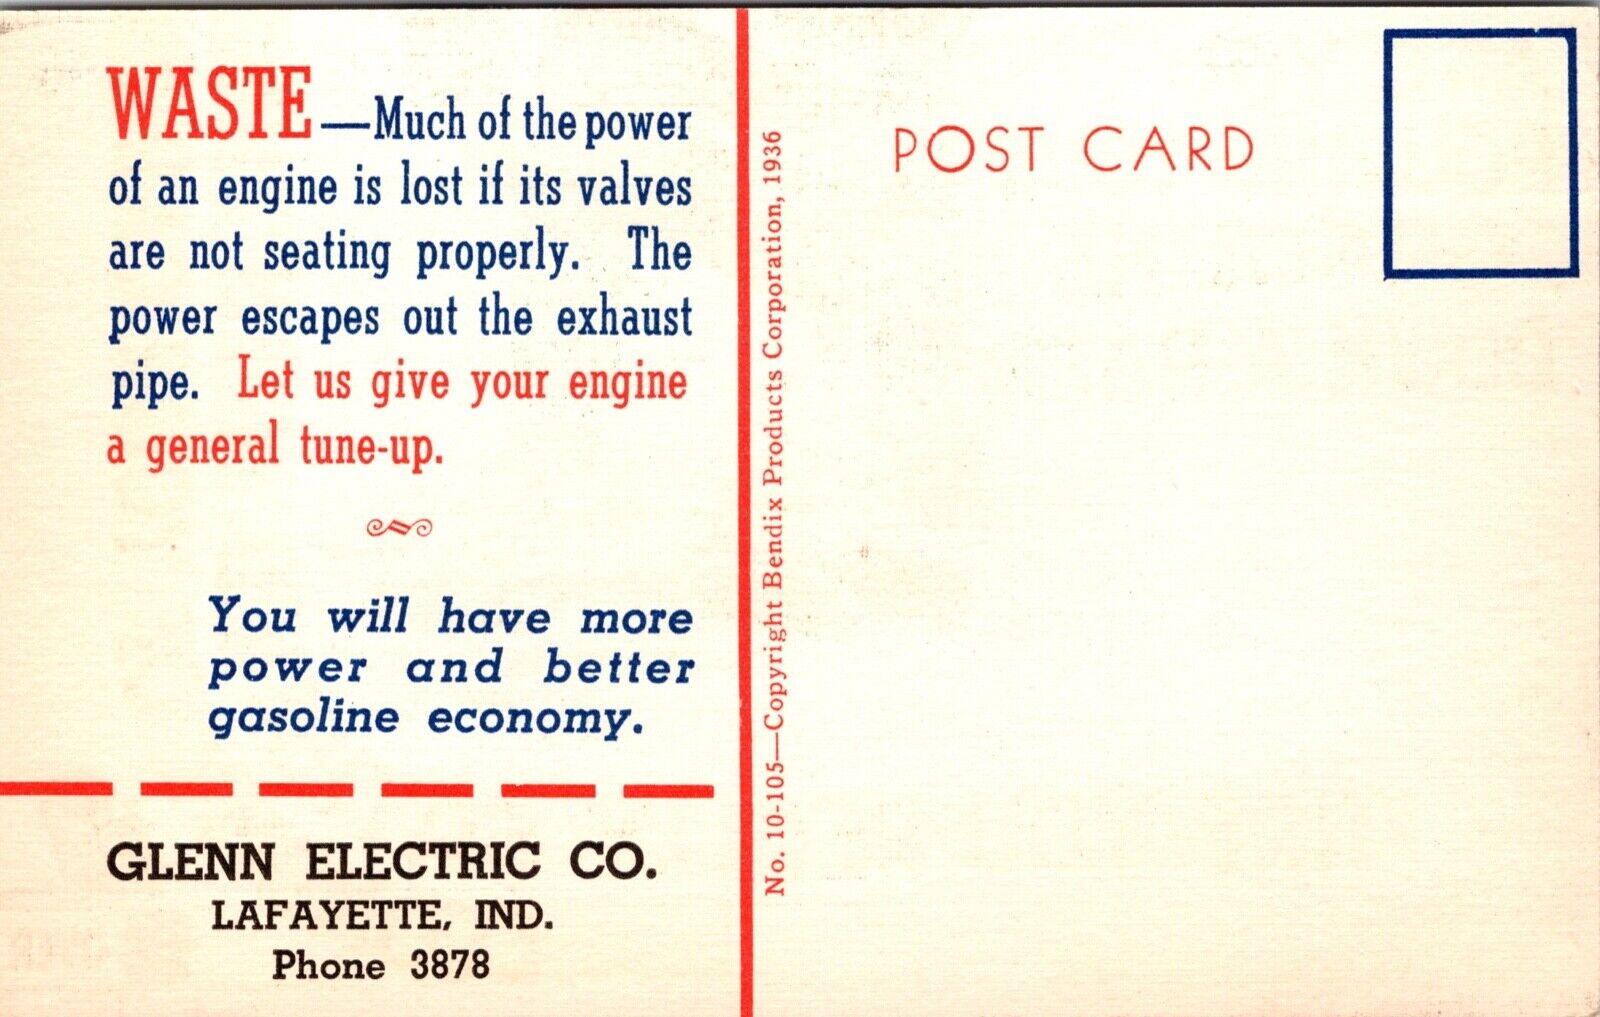 WASTE—Much of the power
of an engine is lost if its valves
are not seating properly. The
power escapes out the exhaust
pipe. Let us give your engine
a general tune-up.
You will have more
power and better
gasoline economy.
GLENN ELECTRIC CO.
LAFAYETTE, IND.
Phone 3878
No. 10-105—Copyright Bendix Products Corporation, 1936
POST CARD